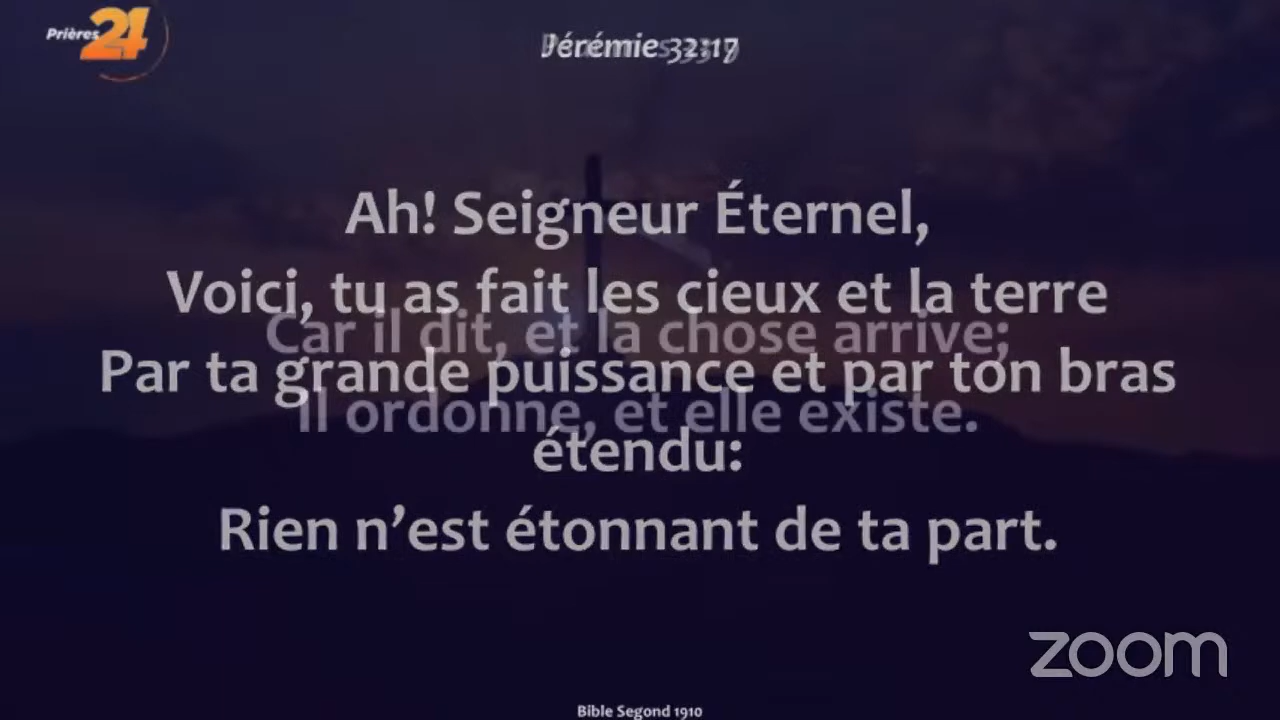 Prières 21
Jérémie 32:17
Ah! Seigneur Éternel,
Voici, tu as fait les cieux et la terre
Car il dit, et la chose arrive;
Par ta grande puissance et par ton bras
Il ordonne, et elle existe.
étendu:
Rien n’est étonnant de ta part.
zoom
Bible Segond 1910